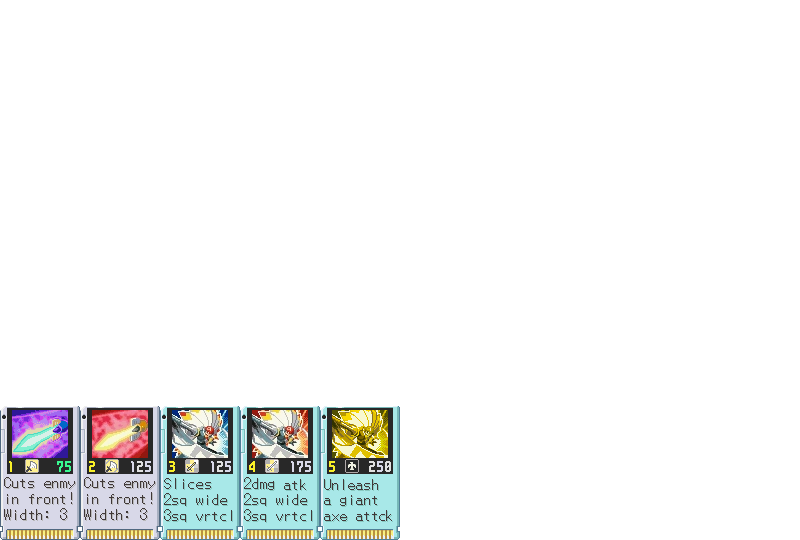 1 75
Cuts enmy
in front!
Width: 3
2 125
Cuts enmy
in front!
Width: 3
3 125
Slices
2sq wide
3sq vrtcl
4 175
2dmg atk
2sq wide
3sq vrtcl
5 250
Unleash
a giant
axe attck